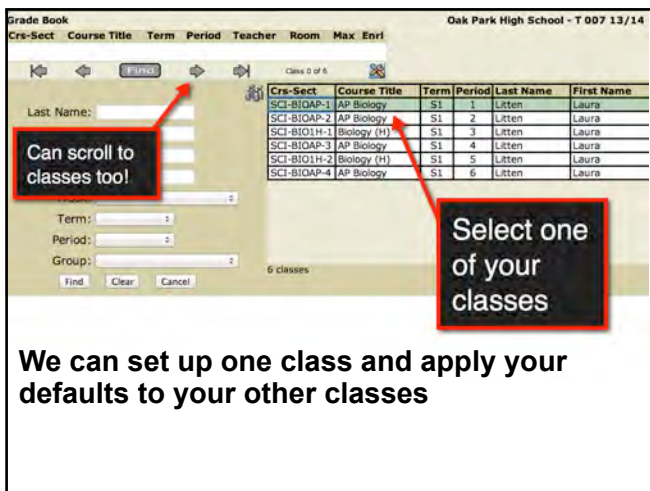 Grade Book
Oak Park High School - T 007 13/14
Crs-Sect Course Title Term Period Teacher Room Max Enrl
Find
Class 0 of 6
Crs-Sect Course Title Term Period Last Name First Name
SCI-BIOAP-1 AP Biology S1 1 Litten Laura
SCI-BIOAP-2 AP Biology S1 2 Litten Laura
SCI-BIO1H-1 Biology (H) S1 3 Litten Laura
SCI-BIOAP-3 AP Biology S1 4 Litten Laura
SCI-BIO1H-2 Biology (H) S1 5 Litten Laura
SCI-BIOAP-4 AP Biology S1 6 Litten Laura
Last Name:
Can scroll to
classes too!
Term:
Period:
Group:
Find Clear Cancel
6 classes
Select one
of your
classes
We can set up one class and apply your
defaults to your other classes